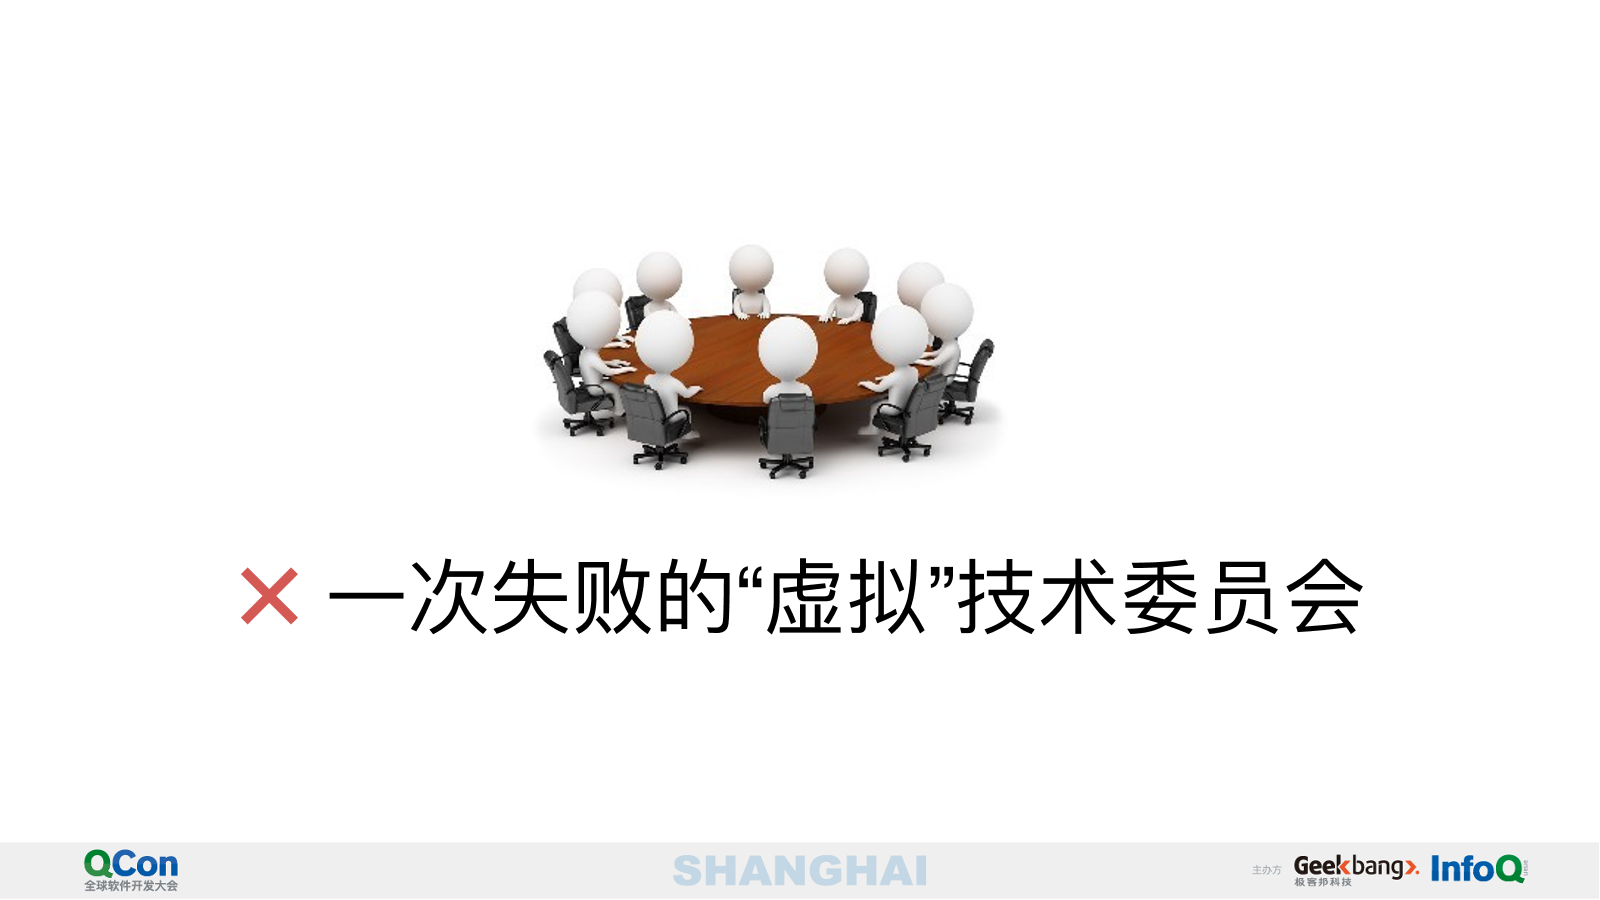 一次失败的“虚拟”技术委员会
QCon
全球软件开发大会
SHANGHAI
主办方
Geekbang>.
极客邦科技
InfoQ